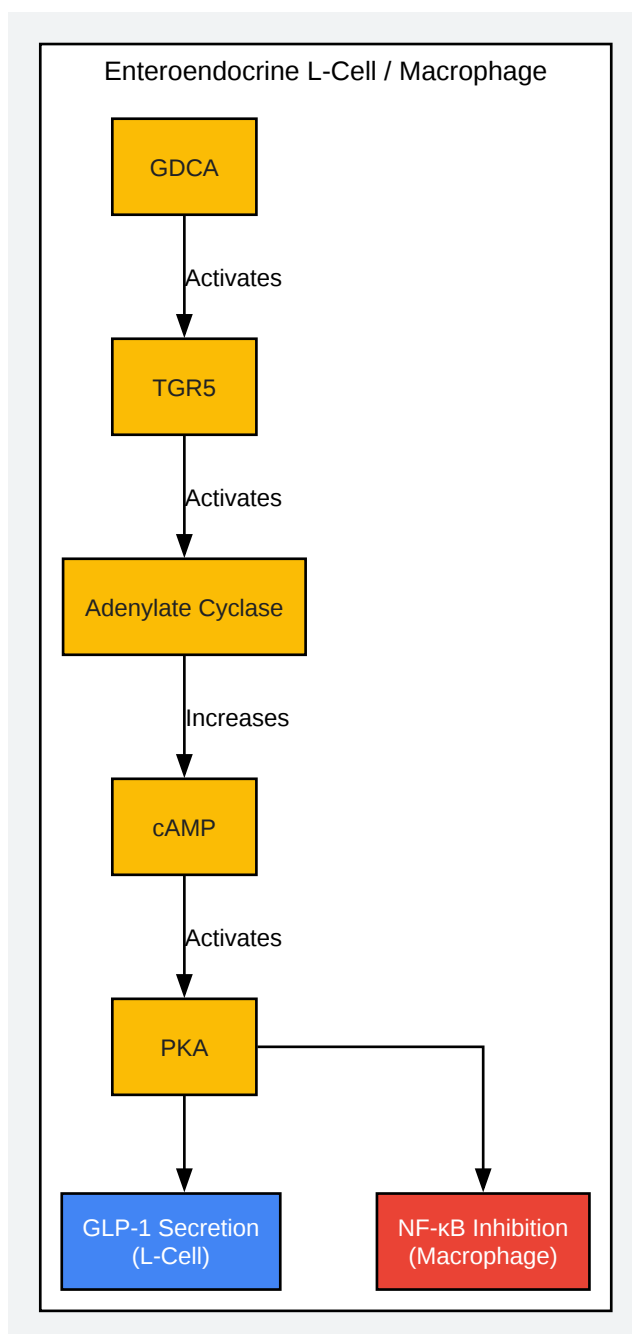 Enteroendocrine L-Cell / Macrophage
GDCA
Activates
TGR5
Activates
Adenylate Cyclase
Increases
cAMP
Activates
PKA
GLP-1 Secretion
(L-Cell)
NF-κB Inhibition
(Macrophage)